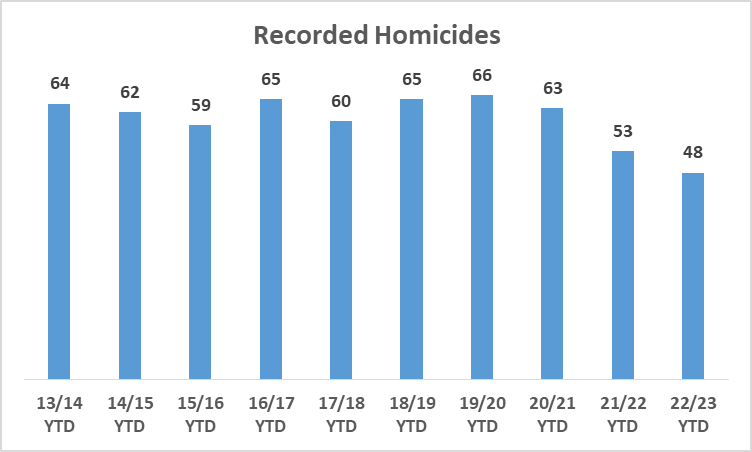 Recorded Homicides
64
62
59
65
60
65
66
63
53
48
13/14 YTD
14/15 YTD
15/16 YTD
16/17 YTD
17/18 YTD
18/19 YTD
19/20 YTD
20/21 YTD
21/22 YTD
22/23 YTD